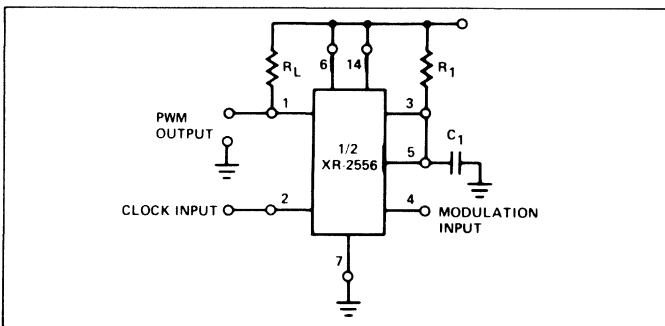 RL
6
14
R1
1
3
PWM
OUTPUT
1/2
XR-2556
5
C1
CLOCK INPUT
2
4
MODULATION
INPUT
7